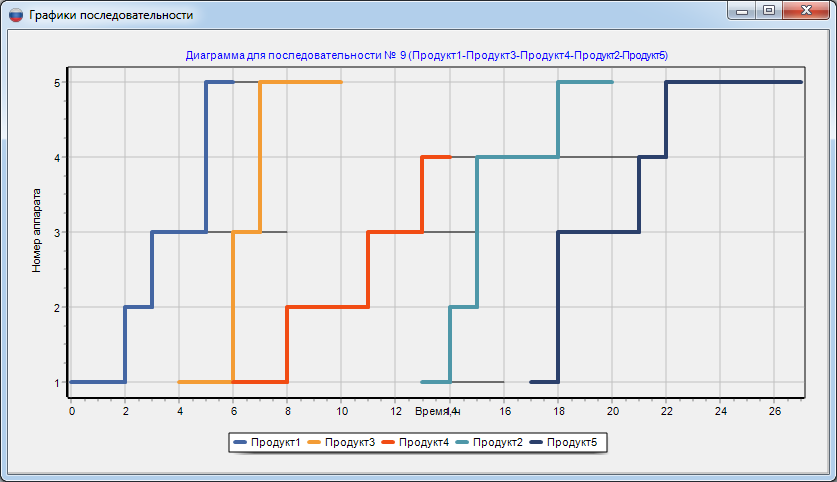 Графики последовательности
Диаграмма для последовательности № 9 (Продукт1-Продукт3-Продукт4-Продукт2-Продукт5)
Номер аппарата
5
4
3
2
1
0 2 4 6 8 10 12 14 16 18 20 22 24 26
Время, ч
Продукт1 Продукт3 Продукт4 Продукт2 Продукт5